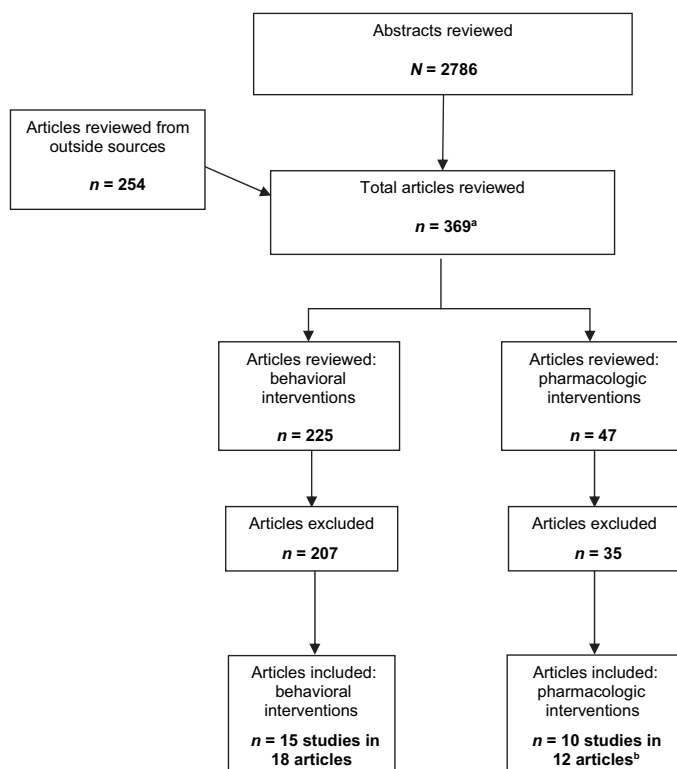 Abstracts reviewed
N = 2786
Articles reviewed from
outside sources
n = 254
Total articles reviewed
n = 369ᵃ
Articles reviewed:
behavioral
interventions
n = 225
Articles reviewed:
pharmacologic
interventions
n = 47
Articles excluded
n = 207
Articles excluded
n = 35
Articles included:
behavioral
interventions
n = 15 studies in
18 articles
Articles included:
pharmacologic
interventions
n = 10 studies in
12 articlesᵇ